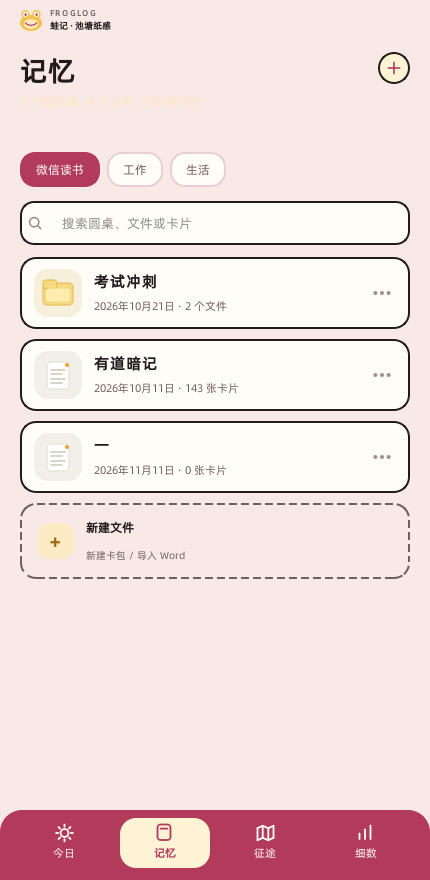 FROGLOG
蛙记·池塘纸感
记忆
微信读书
工作
生活
搜索圆桌、文件或卡片
考试冲刺
2026年10月21日 · 2 个文件
有道暗记
2026年10月11日 · 143 张卡片
一
2026年11月11日 · 0 张卡片
新建文件
新建卡包 / 导入 Word
今日
记忆
征途
细数